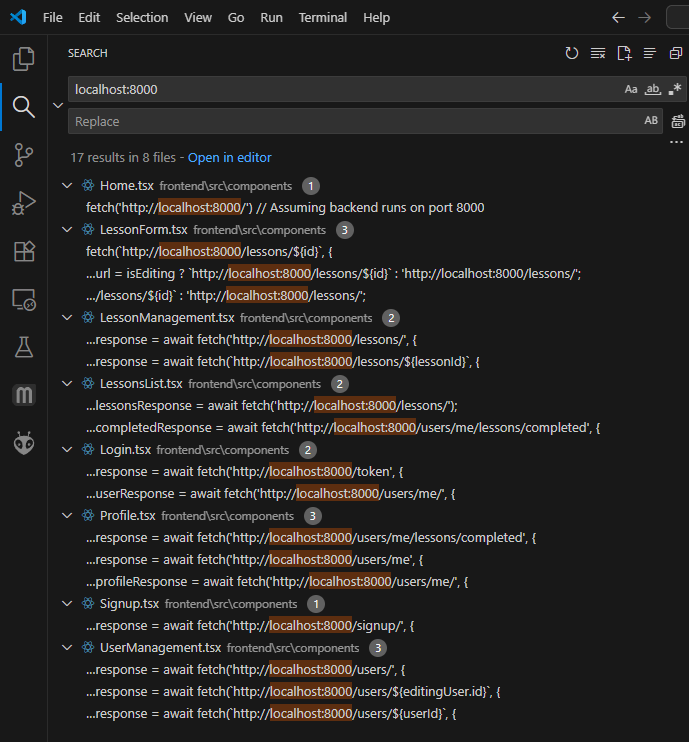 File Edit Selection View Go Run Terminal Help
SEARCH
localhost:8000
Aa ab .*
Replace
AB
17 results in 8 files - Open in editor
Home.tsx frontend\src\components 1
fetch('http://localhost:8000/') // Assuming backend runs on port 8000
LessonForm.tsx frontend\src\components 3
fetch(`http://localhost:8000/lessons/${id}`, {
...url = isEditing ? `http://localhost:8000/lessons/${id}` : 'http://localhost:8000/lessons/';
.../lessons/${id}` : 'http://localhost:8000/lessons/';
LessonManagement.tsx frontend\src\components 2
...response = await fetch('http://localhost:8000/lessons/', {
...response = await fetch(`http://localhost:8000/lessons/${lessonId}`, {
LessonsList.tsx frontend\src\components 2
...lessonsResponse = await fetch('http://localhost:8000/lessons/');
...completedResponse = await fetch('http://localhost:8000/users/me/lessons/completed', {
Login.tsx frontend\src\components 2
...response = await fetch('http://localhost:8000/token', {
...userResponse = await fetch('http://localhost:8000/users/me/', {
Profile.tsx frontend\src\components 3
...response = await fetch('http://localhost:8000/users/me/lessons/completed', {
...response = await fetch('http://localhost:8000/users/me', {
...profileResponse = await fetch('http://localhost:8000/users/me/', {
Signup.tsx frontend\src\components 1
...response = await fetch('http://localhost:8000/signup/', {
UserManagement.tsx frontend\src\components 3
...response = await fetch('http://localhost:8000/users/', {
...response = await fetch(`http://localhost:8000/users/${editingUser.id}`, {
...response = await fetch(`http://localhost:8000/users/${userId}`, {